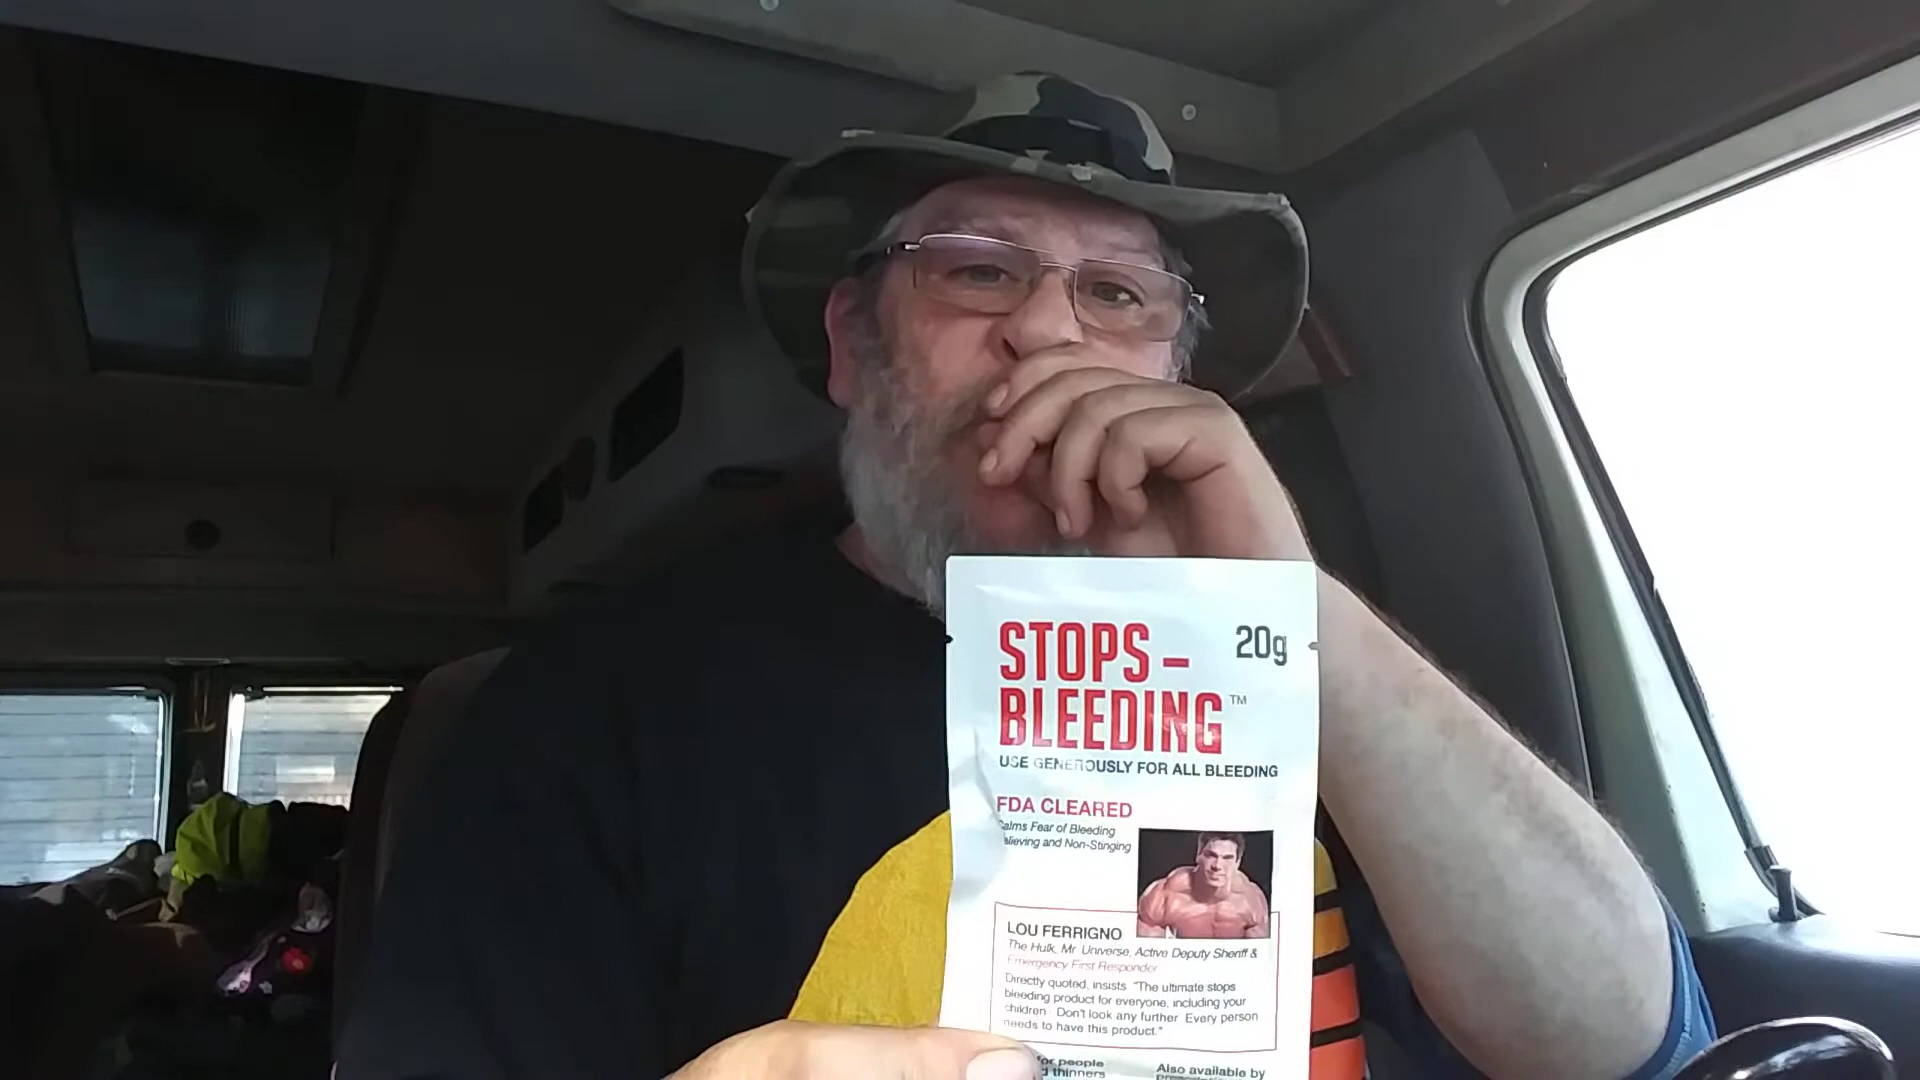 STOPS – 20g
BLEEDING™
USE GENEROUSLY FOR ALL BLEEDING
FDA CLEARED
Calms Fear of Bleeding
elieving and Non-Stinging
LOU FERRIGNO
The Hulk, Mr. Universe, Active Deputy Sheriff &
Emergency First Responder
Directly quoted, insists "The ultimate stops
bleeding product for everyone, including your
children. Don't look any further. Every person
needs to have this product."
for people
d thinners
Also available by